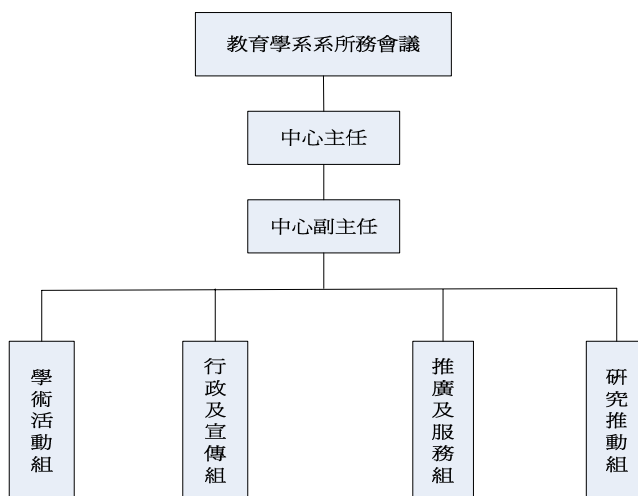 教育學系系所務會議
中心主任
中心副主任
學術活動組
行政及宣傳組
推廣及服務組
研究推動組